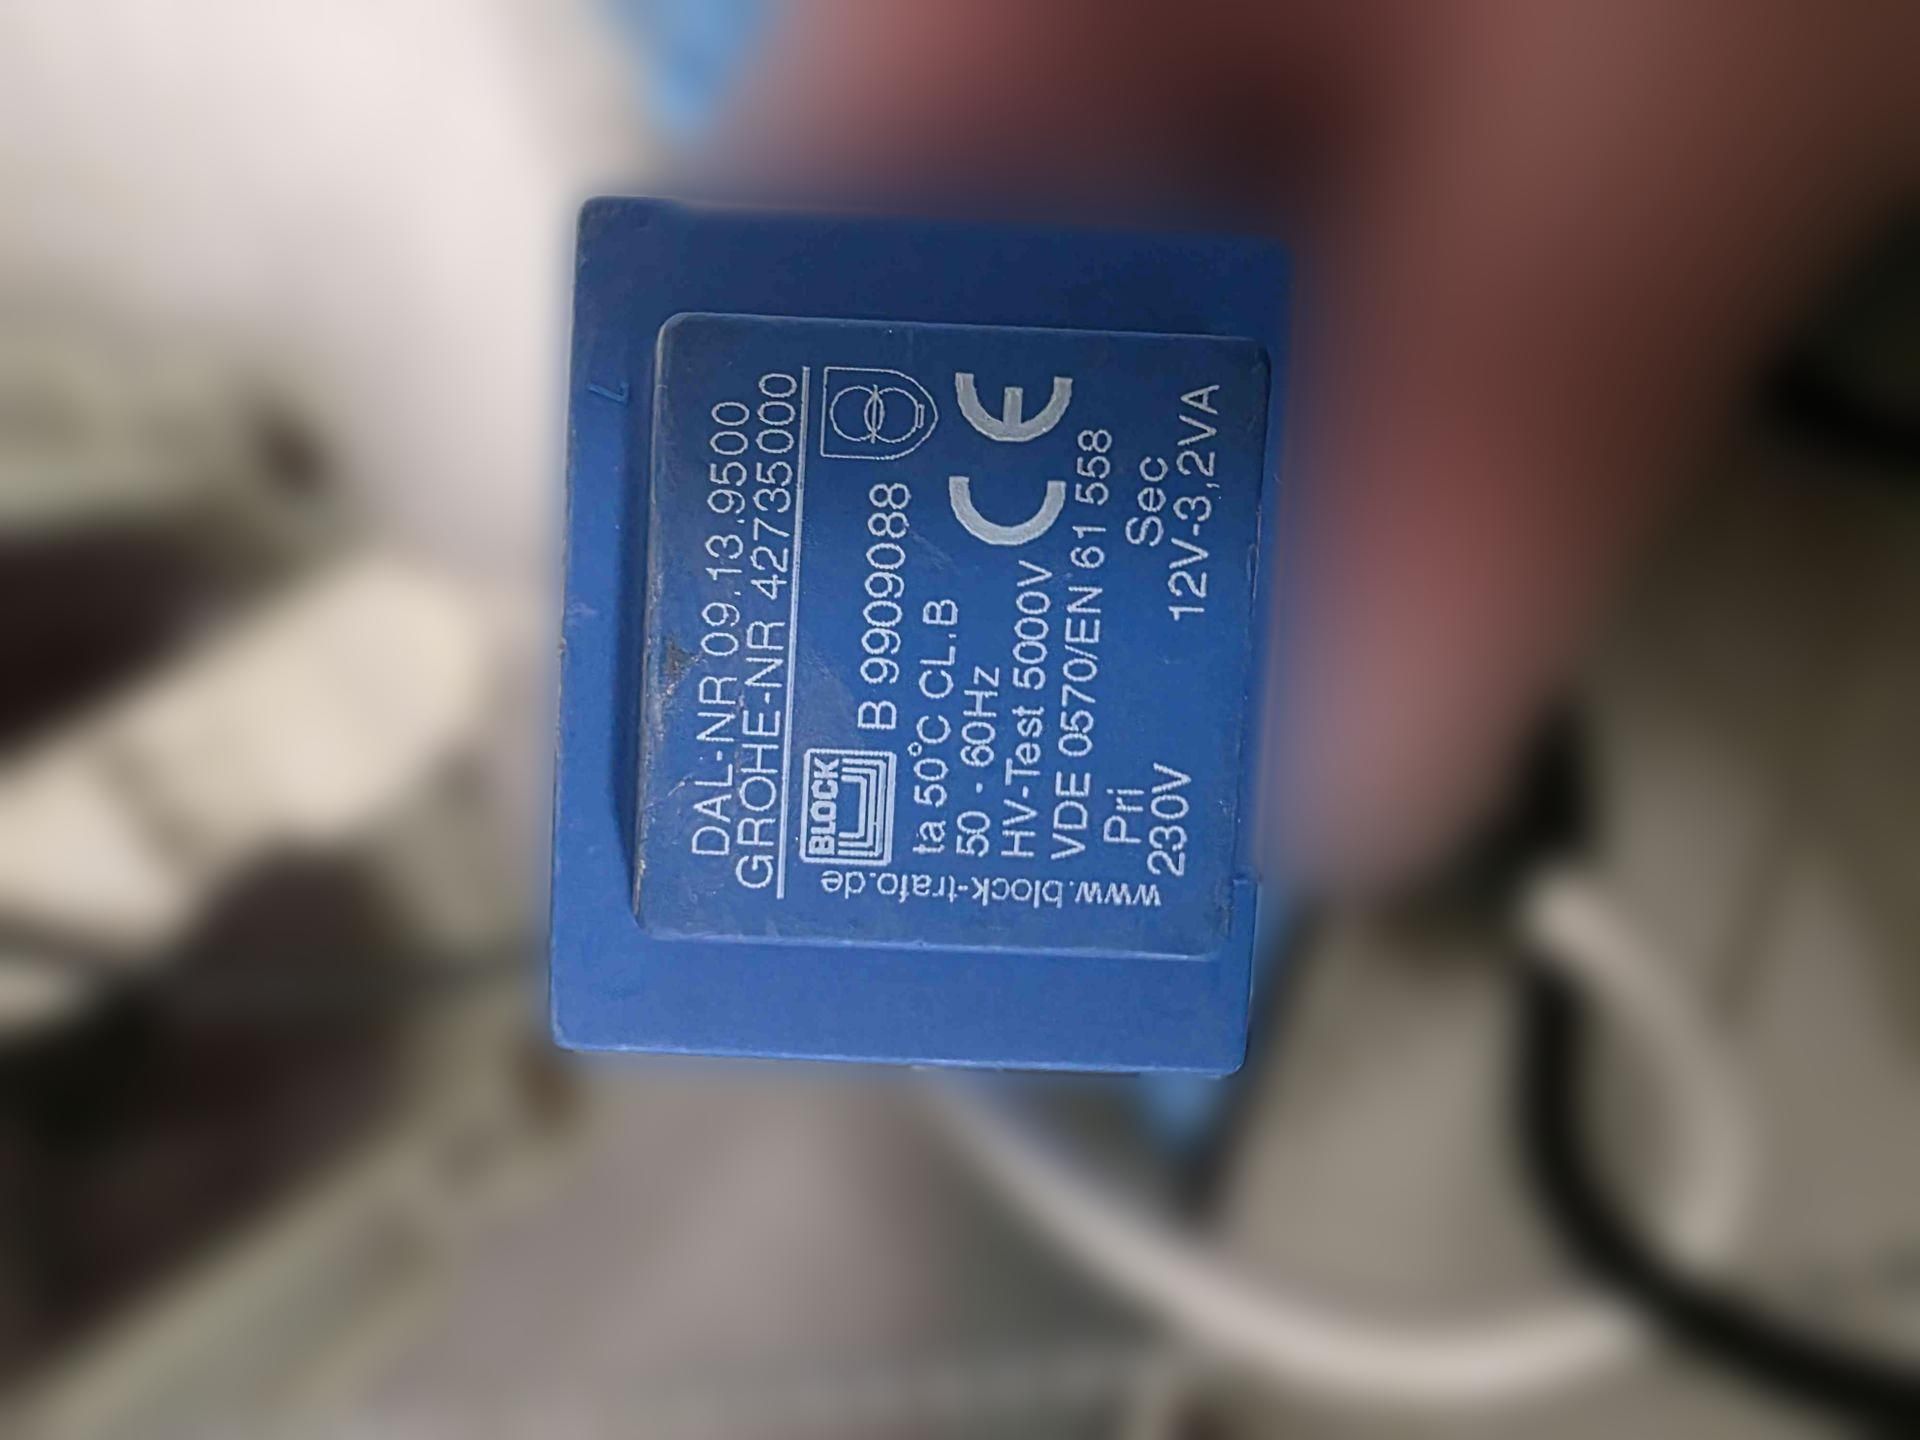 DAL-NR 09.13.9500
GROHE-NR 42735000
BLOCK
B 9909088
ta 50°C CL.B
50 - 60Hz
HV-Test 5000V
VDE 0570/EN 61 558
CE
Pri
230V
Sec
12V-3,2VA
www.block-trafo.de